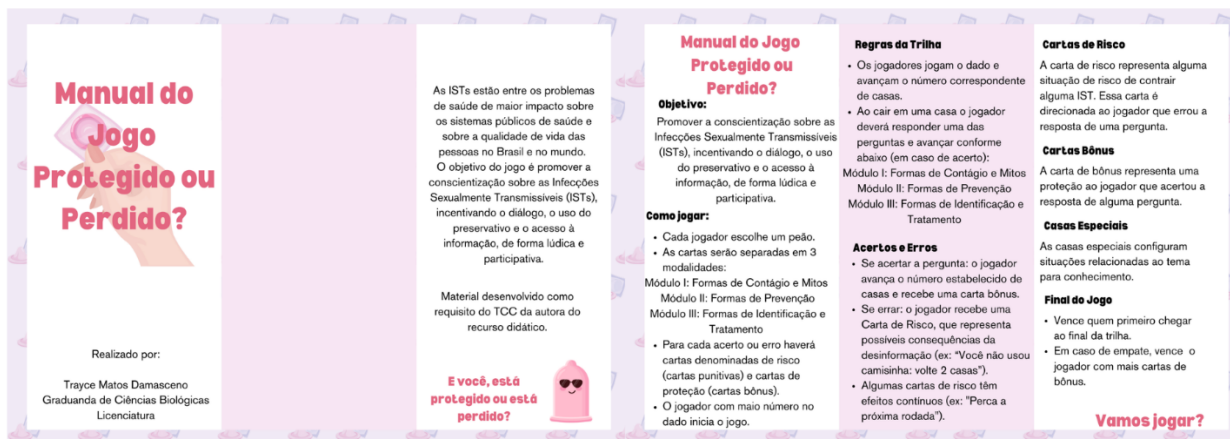 Manual do
Jogo
Protegido ou
Perdido?
Realizado por:
Trayce Matos Damasceno
Graduanda de Ciências Biológicas
Licenciatura
As ISTs estão entre os problemas
de saúde de maior impacto sobre
os sistemas públicos de saúde e
sobre a qualidade de vida das
pessoas no Brasil e no mundo.
O objetivo do jogo é promover a
conscientização sobre as Infecções
Sexualmente Transmissíveis (ISTs),
incentivando o diálogo, o uso do
preservativo e o acesso à
informação, de forma lúdica e
participativa.
Material desenvolvido como
requisito do TCC da autora do
recurso didático.
E você, está
protegido ou está
perdido?
Manual do Jogo
Protegido ou
Perdido?
Objetivo:
Promover a conscientização sobre as
Infecções Sexualmente Transmissíveis
(ISTs), incentivando o diálogo, o uso
do preservativo e o acesso à
informação, de forma lúdica e
participativa.
Como jogar:
• Cada jogador escolhe um peão.
• As cartas serão separadas em 3
modalidades:
Módulo I: Formas de Contágio e Mitos
Módulo II: Formas de Prevenção
Módulo III: Formas de Identificação e
Tratamento
• Para cada acerto ou erro haverá
cartas denominadas de risco
(cartas punitivas) e cartas de
proteção (cartas bônus).
• O jogador com maio número no
dado inicia o jogo.
Regras da Trilha
• Os jogadores jogam o dado e
avançam o número correspondente
de casas.
• Ao cair em uma casa o jogador
deverá responder uma das
perguntas e avançar conforme
abaixo (em caso de acerto):
Módulo I: Formas de Contágio e Mitos
Módulo II: Formas de Prevenção
Módulo III: Formas de Identificação e
Tratamento
Acertos e Erros
• Se acertar a pergunta: o jogador
avança o número estabelecido de
casas e recebe uma carta bônus.
• Se errar: o jogador recebe uma
Carta de Risco, que representa
possíveis consequências da
desinformação (ex: “Você não usou
camisinha: volte 2 casas”).
• Algumas cartas de risco têm
efeitos contínuos (ex: "Perca a
próxima rodada").
Cartas de Risco
A carta de risco representa alguma
situação de risco de contrair
alguma IST. Essa carta é
direcionada ao jogador que errou a
resposta de uma pergunta.
Cartas Bônus
A carta de bônus representa uma
proteção ao jogador que acertou a
resposta de alguma pergunta.
Casas Especiais
As casas especiais configuram
situações relacionadas ao tema
para conhecimento.
Final do Jogo
• Vence quem primeiro chegar
ao final da trilha.
• Em caso de empate, vence o
jogador com mais cartas de
bônus.
Vamos jogar?